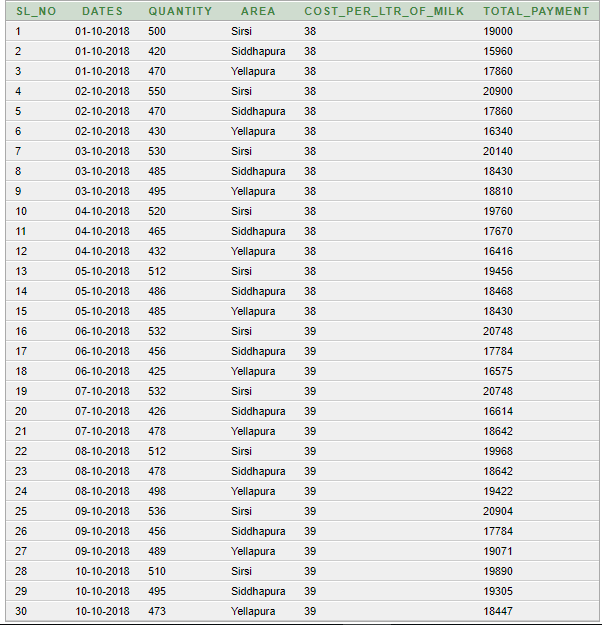 SL_NO DATES QUANTITY AREA COST_PER_LTR_OF_MILK TOTAL_PAYMENT
1 01-10-2018 500 Sirsi 38 19000
2 01-10-2018 420 Siddhapura 38 15960
3 01-10-2018 470 Yellapura 38 17860
4 02-10-2018 550 Sirsi 38 20900
5 02-10-2018 470 Siddhapura 38 17860
6 02-10-2018 430 Yellapura 38 16340
7 03-10-2018 530 Sirsi 38 20140
8 03-10-2018 485 Siddhapura 38 18430
9 03-10-2018 495 Yellapura 38 18810
10 04-10-2018 520 Sirsi 38 19760
11 04-10-2018 465 Siddhapura 38 17670
12 04-10-2018 432 Yellapura 38 16416
13 05-10-2018 512 Sirsi 38 19456
14 05-10-2018 486 Siddhapura 38 18468
15 05-10-2018 485 Yellapura 38 18430
16 06-10-2018 532 Sirsi 39 20748
17 06-10-2018 456 Siddhapura 39 17784
18 06-10-2018 425 Yellapura 39 16575
19 07-10-2018 532 Sirsi 39 20748
20 07-10-2018 426 Siddhapura 39 16614
21 07-10-2018 478 Yellapura 39 18642
22 08-10-2018 512 Sirsi 39 19968
23 08-10-2018 478 Siddhapura 39 18642
24 08-10-2018 498 Yellapura 39 19422
25 09-10-2018 536 Sirsi 39 20904
26 09-10-2018 456 Siddhapura 39 17784
27 09-10-2018 489 Yellapura 39 19071
28 10-10-2018 510 Sirsi 39 19890
29 10-10-2018 495 Siddhapura 39 19305
30 10-10-2018 473 Yellapura 39 18447